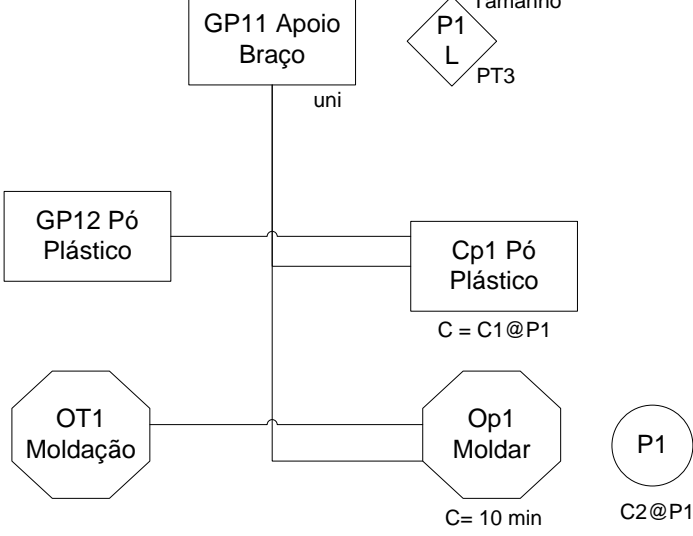 Tamanho
GP11 Apoio
Braço
P1
L
PT3
uni
GP12 Pó
Plástico
Cp1 Pó
Plástico
C = C1@P1
OT1
Moldação
Op1
Moldar
P1
C= 10 min
C2@P1